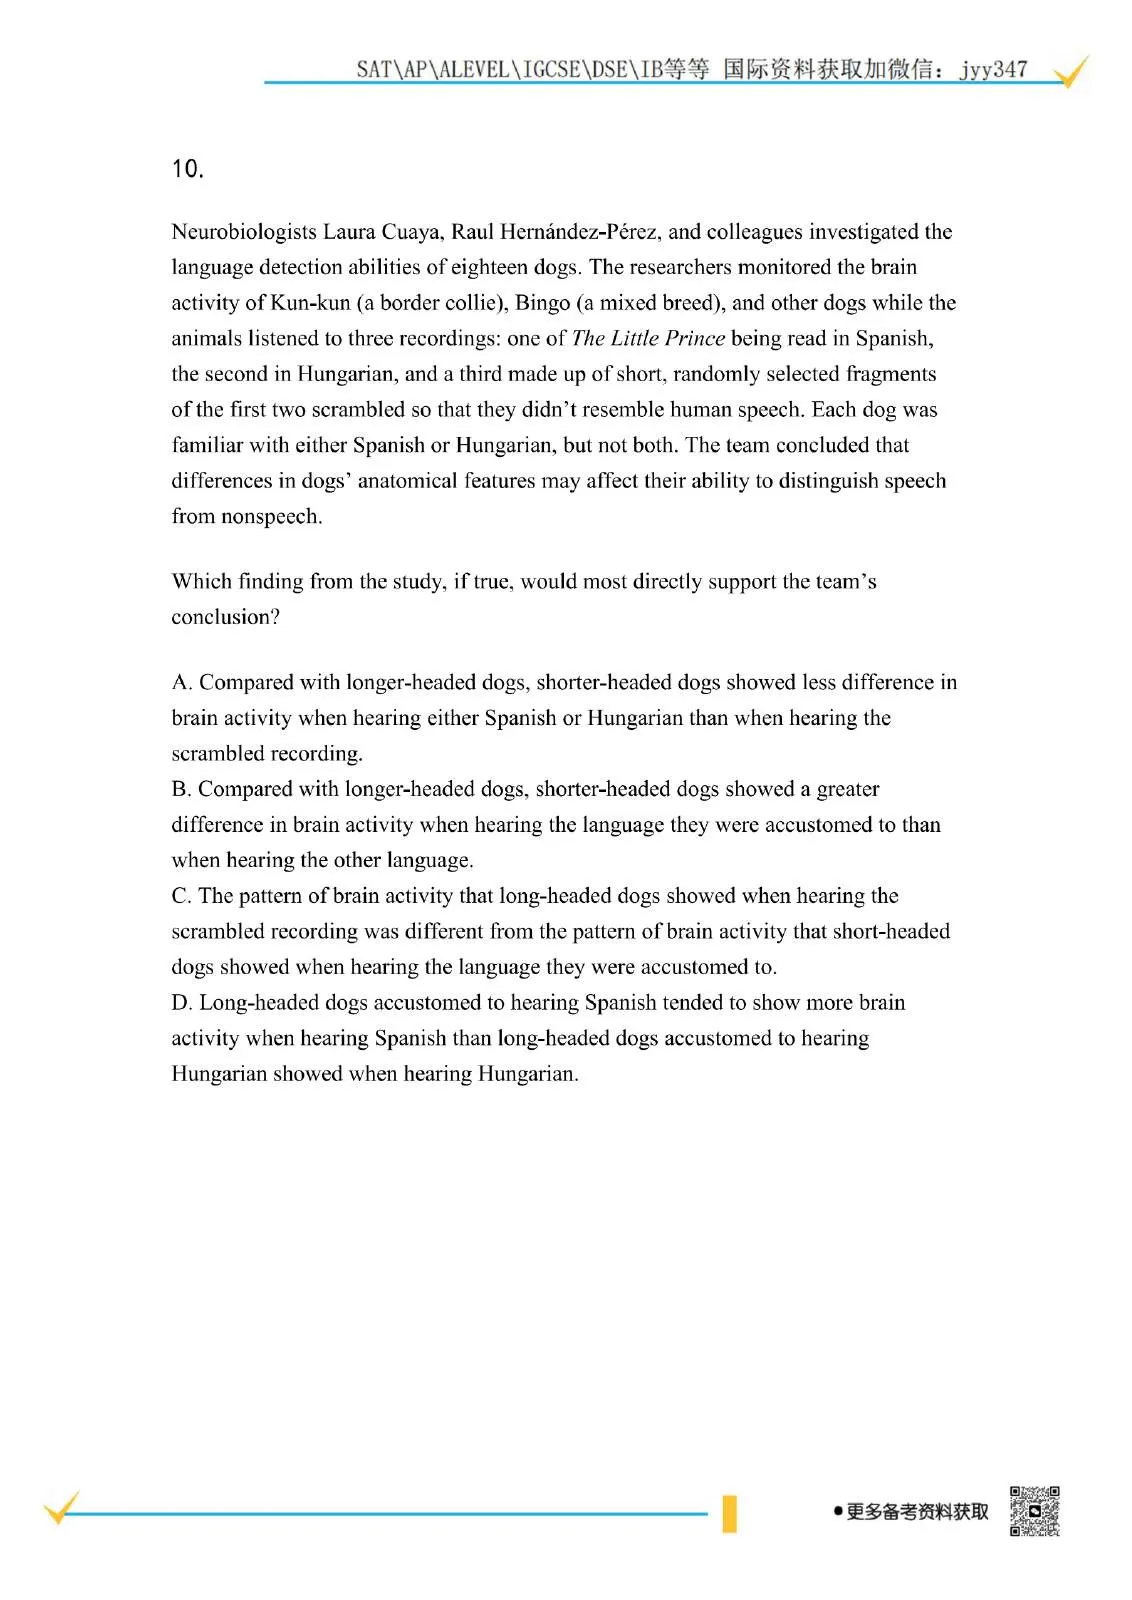 SAT\AP\ALEVEL\IGCSE\DSE\IB等等 国际资料获取加微信: jyy347
10.
Neurobiologists Laura Cuaya, Raul Hernández-Pérez, and colleagues investigated the
language detection abilities of eighteen dogs. The researchers monitored the brain
activity of Kun-kun (a border collie), Bingo (a mixed breed), and other dogs while the
animals listened to three recordings: one of The Little Prince being read in Spanish,
the second in Hungarian, and a third made up of short, randomly selected fragments
of the first two scrambled so that they didn’t resemble human speech. Each dog was
familiar with either Spanish or Hungarian, but not both. The team concluded that
differences in dogs’ anatomical features may affect their ability to distinguish speech
from nonspeech.
Which finding from the study, if true, would most directly support the team’s
conclusion?
A. Compared with longer-headed dogs, shorter-headed dogs showed less difference in
brain activity when hearing either Spanish or Hungarian than when hearing the
scrambled recording.
B. Compared with longer-headed dogs, shorter-headed dogs showed a greater
difference in brain activity when hearing the language they were accustomed to than
when hearing the other language.
C. The pattern of brain activity that long-headed dogs showed when hearing the
scrambled recording was different from the pattern of brain activity that short-headed
dogs showed when hearing the language they were accustomed to.
D. Long-headed dogs accustomed to hearing Spanish tended to show more brain
activity when hearing Spanish than long-headed dogs accustomed to hearing
Hungarian showed when hearing Hungarian.
•更多备考资料获取